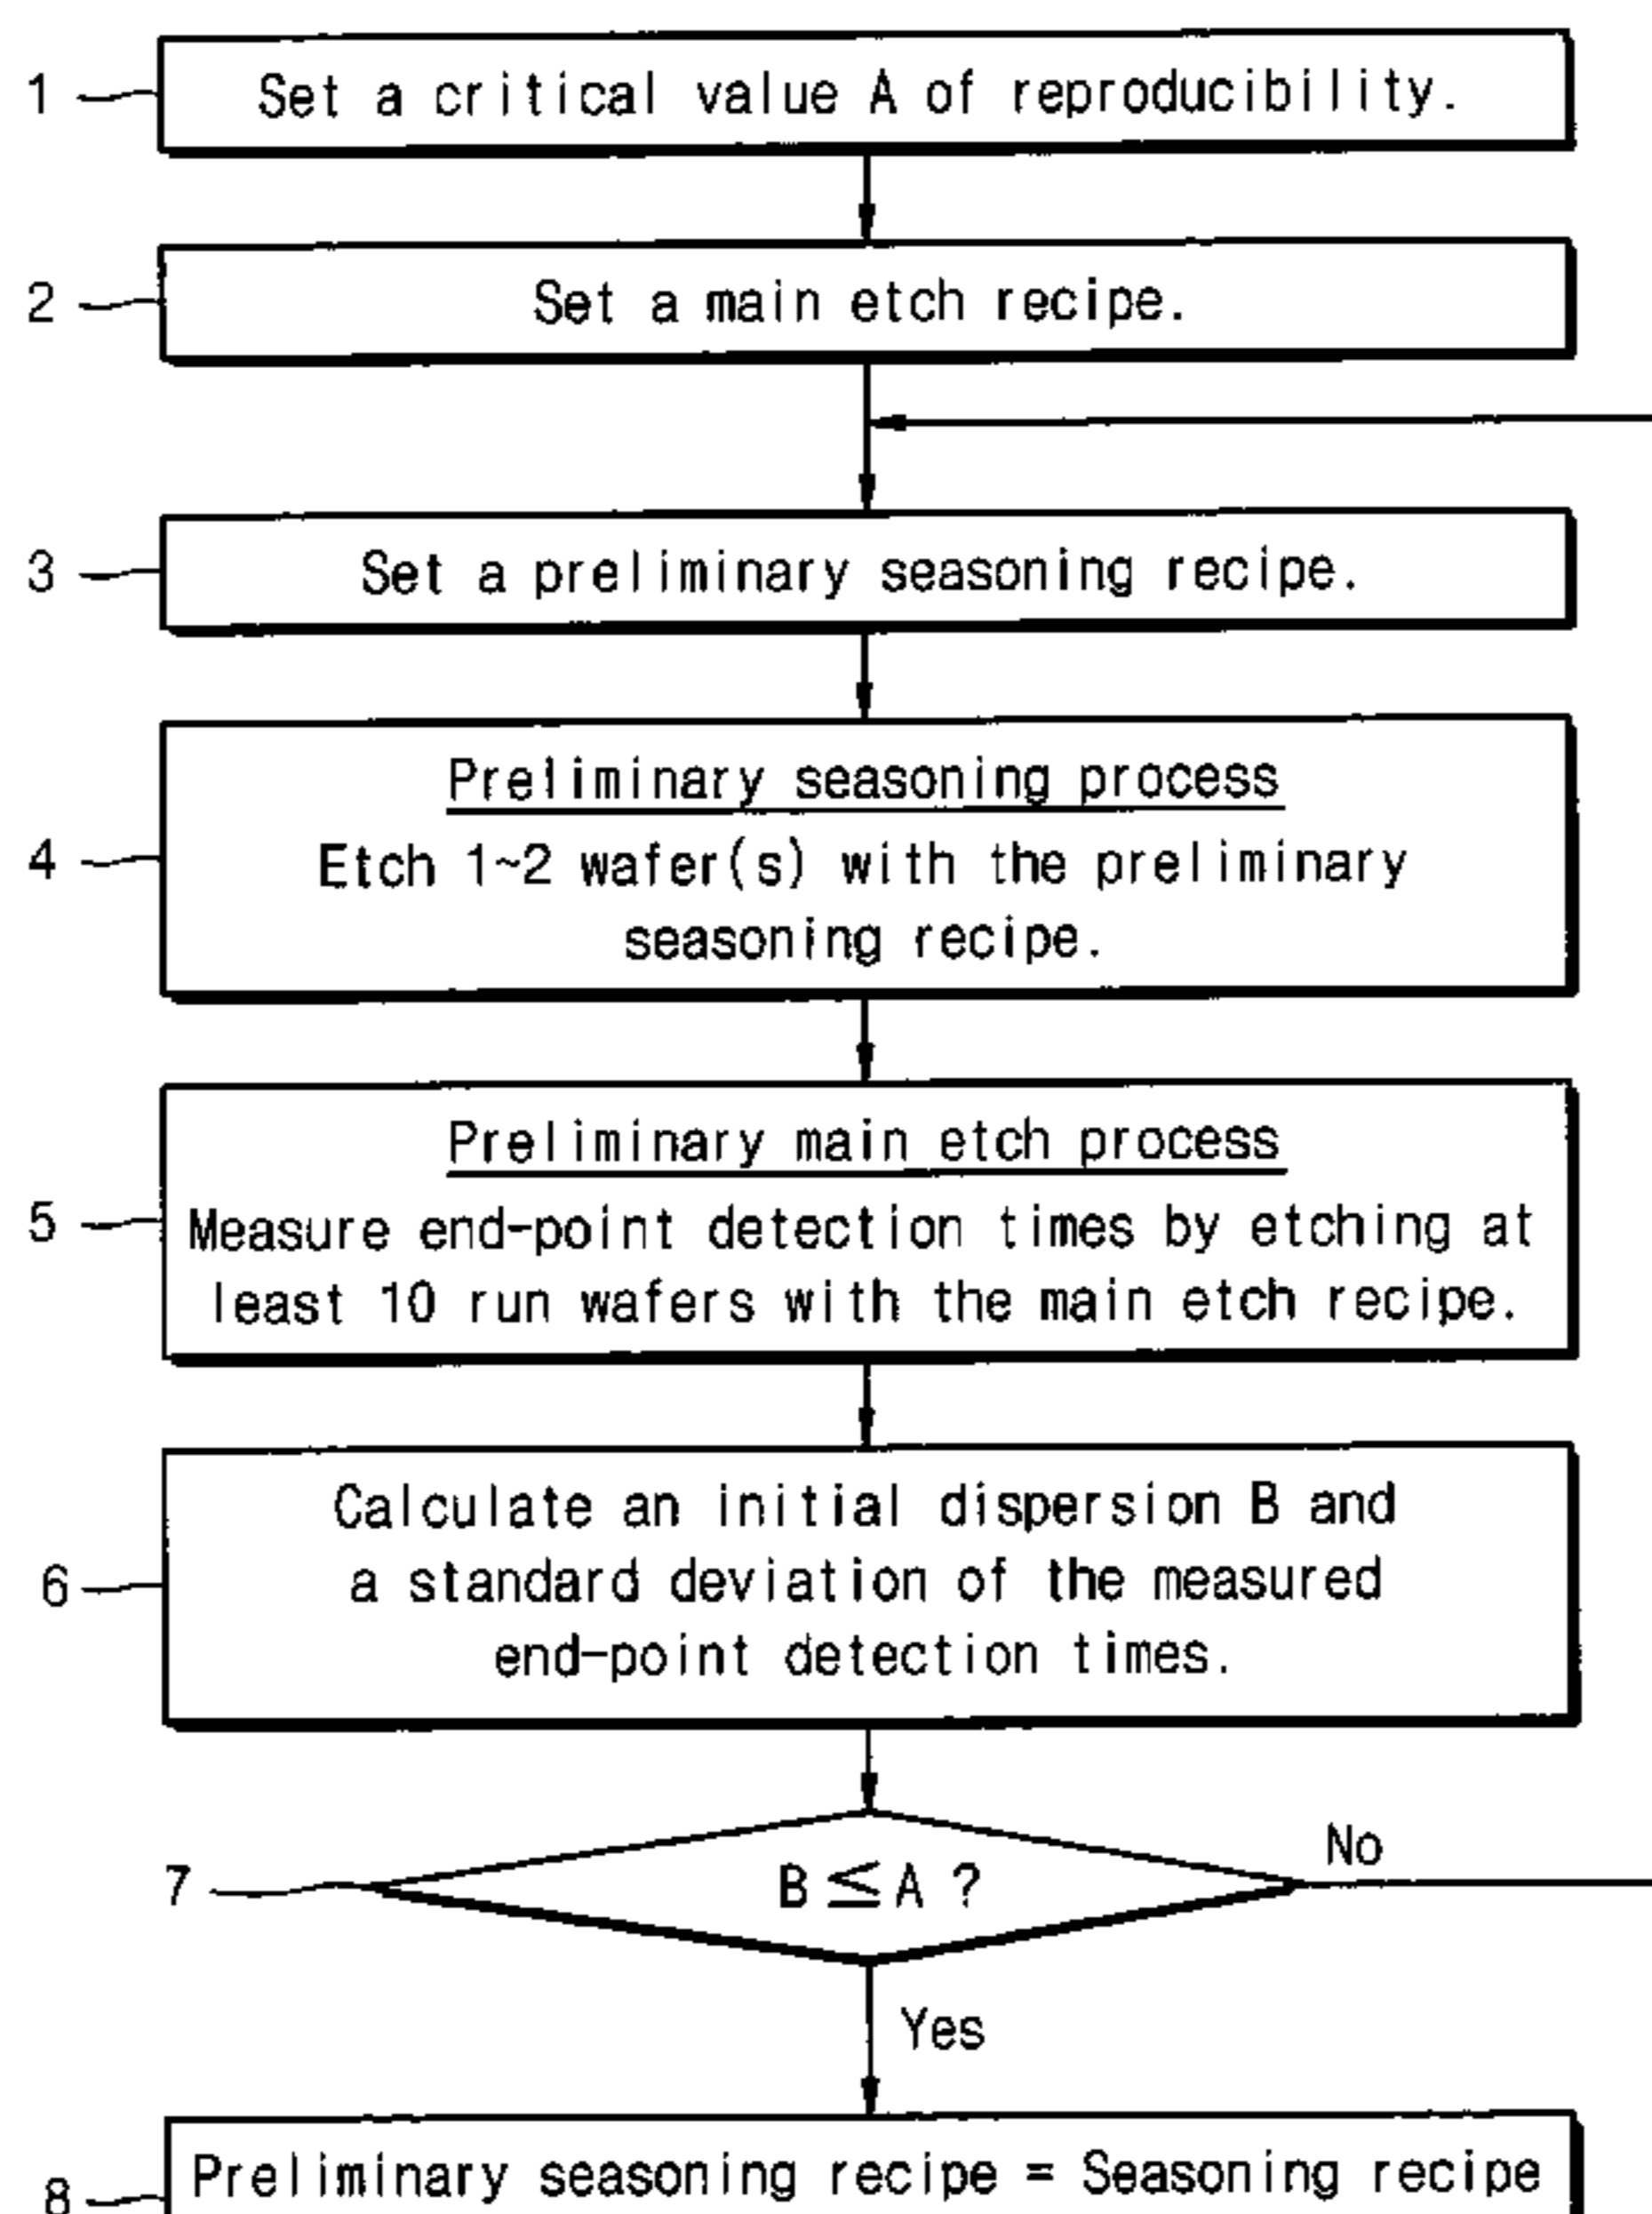 1
Set a critical value A of reproducibility.
2
Set a main etch recipe.
3
Set a preliminary seasoning recipe.
4
Preliminary seasoning process
Etch 1~2 wafer(s) with the preliminary
seasoning recipe.
5
Preliminary main etch process
Measure end-point detection times by etching at
least 10 run wafers with the main etch recipe.
6
Calculate an initial dispersion B and
a standard deviation of the measured
end-point detection times.
7
B≦A ?
No
Yes
8
Preliminary seasoning recipe = Seasoning recipe